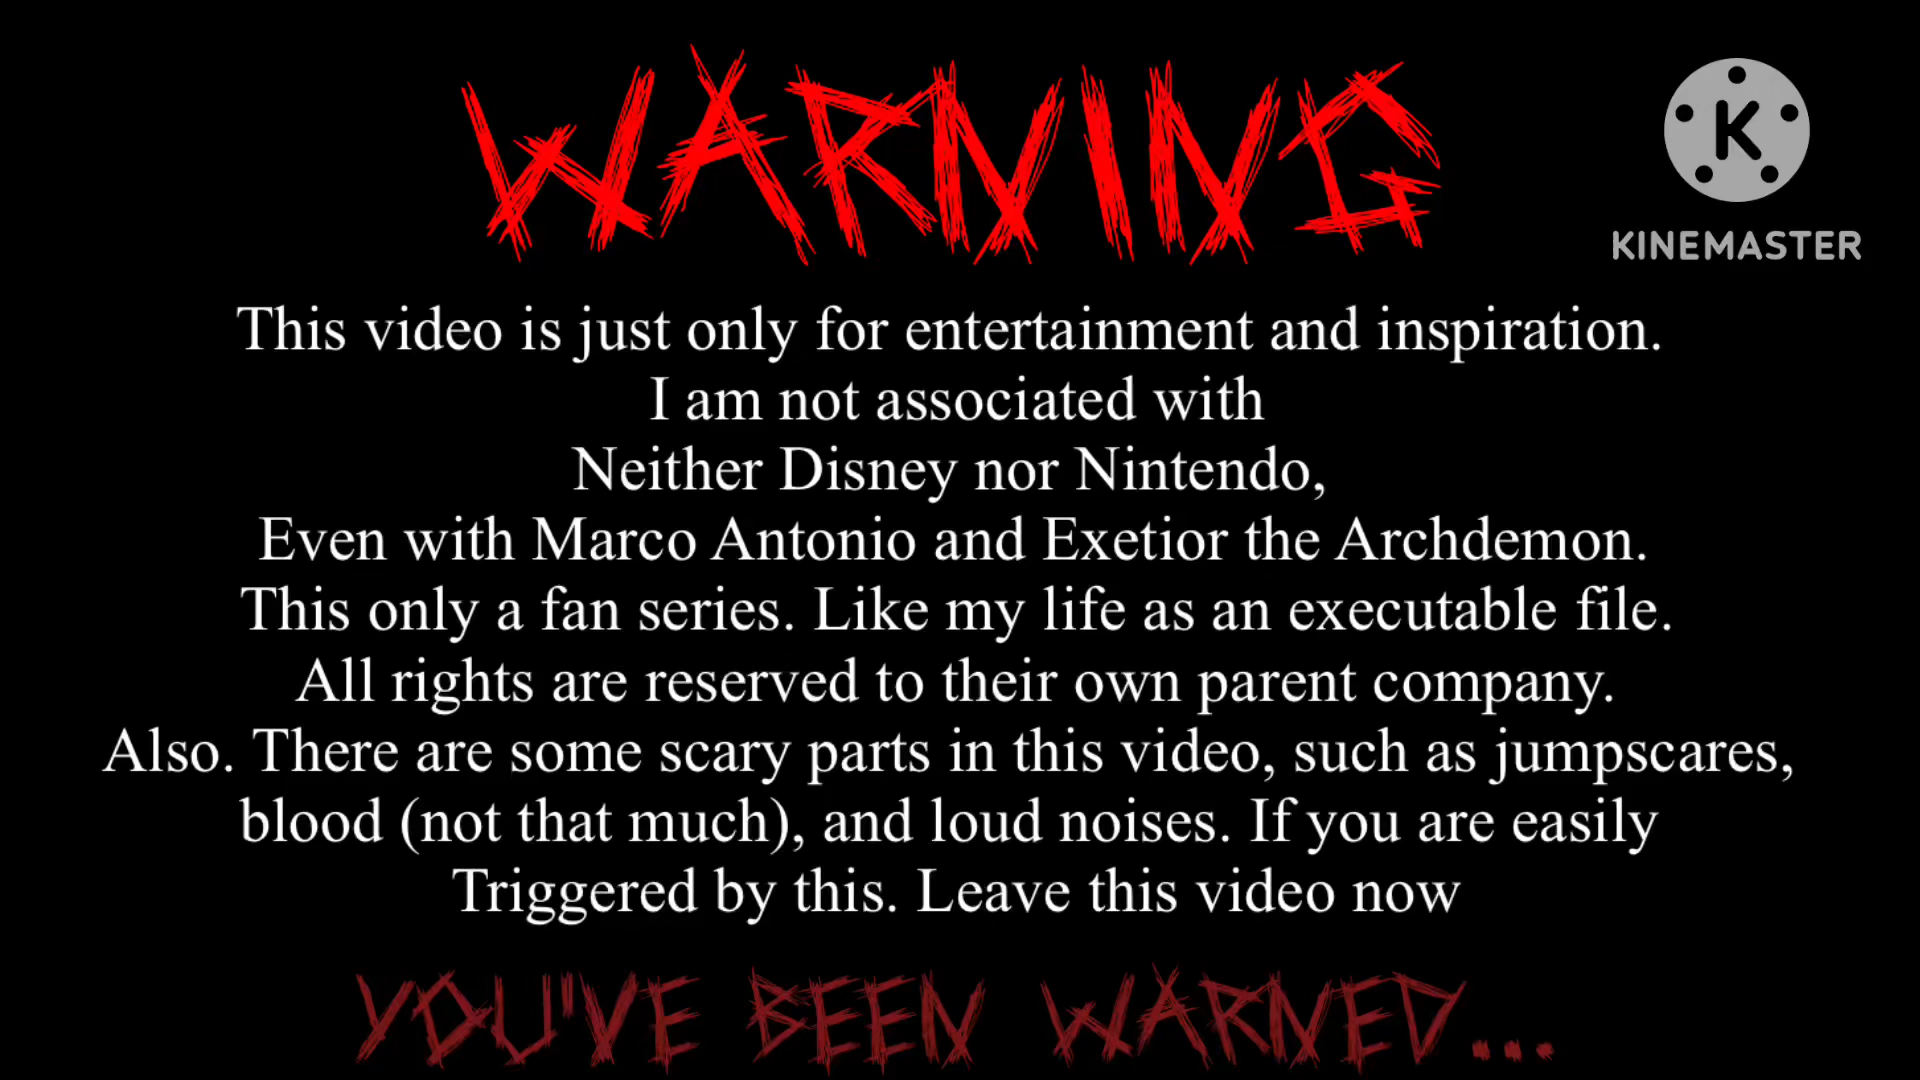 WARNING
K
KINEMASTER
This video is just only for entertainment and inspiration.
I am not associated with
Neither Disney nor Nintendo,
Even with Marco Antonio and Exetior the Archdemon.
This only a fan series. Like my life as an executable file.
All rights are reserved to their own parent company.
Also. There are some scary parts in this video, such as jumpscares,
blood (not that much), and loud noises. If you are easily
Triggered by this. Leave this video now
YOU'VE BEEN WARNED...